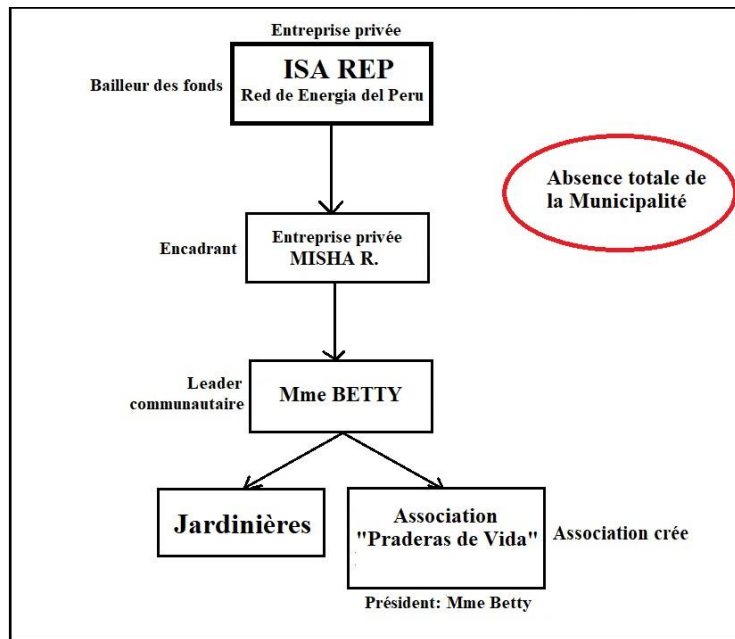 Entreprise privée
ISA REP
Bailleur des fonds
Red de Energia del Peru
Absence totale de
la Municipalité
Entreprise privée
Encadrant
MISHA R.
Leader
communautaire
Mme BETTY
Jardinières
Association
"Praderas de Vida"
Association crée
Président: Mme Betty